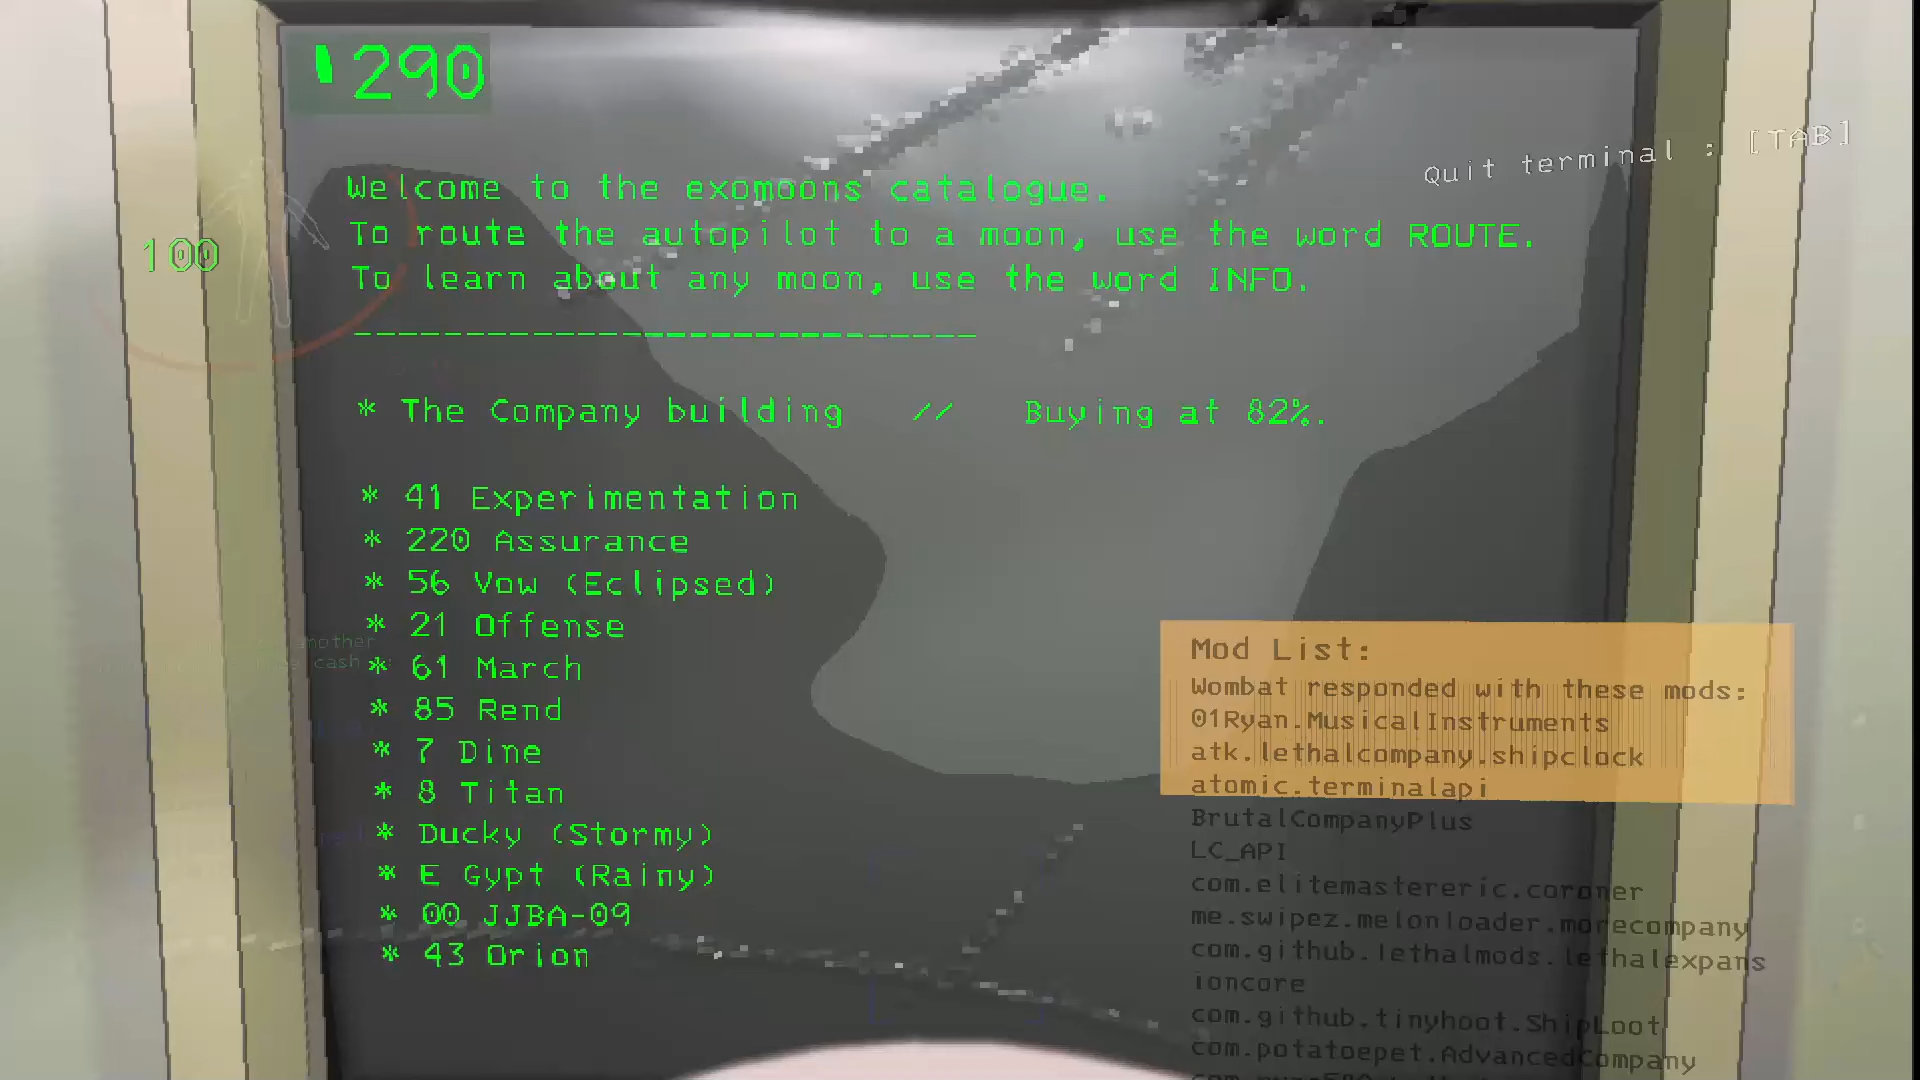 290
Quit terminal : [TAB]
Welcome to the exomoons catalogue.
To route the autopilot to a moon, use the word ROUTE.
To learn about any moon, use the word INFO.
----------------------------
100
* The Company building // Buying at 82%.
* 41 Experimentation
* 220 Assurance
* 56 Vow (Eclipsed)
* 21 Offense
* 61 March
* 85 Rend
* 7 Dine
* 8 Titan
* Ducky (Stormy)
* E Gypt (Rainy)
* 00 JJBA-09
* 43 Orion
another
cash
Mod List:
Wombat responded with these mods:
01Ryan.MusicalInstruments
atk.lethalcompany.shipclock
atomic.terminalapi
BrutalCompanyPlus
LC_API
com.elitemastereric.coroner
me.swipez.melonloader.morecompany
com.github.lethalmods.lethalexpans
ioncore
com.github.tinyhoot.ShipLoot
com.potatoepet.AdvancedCompany